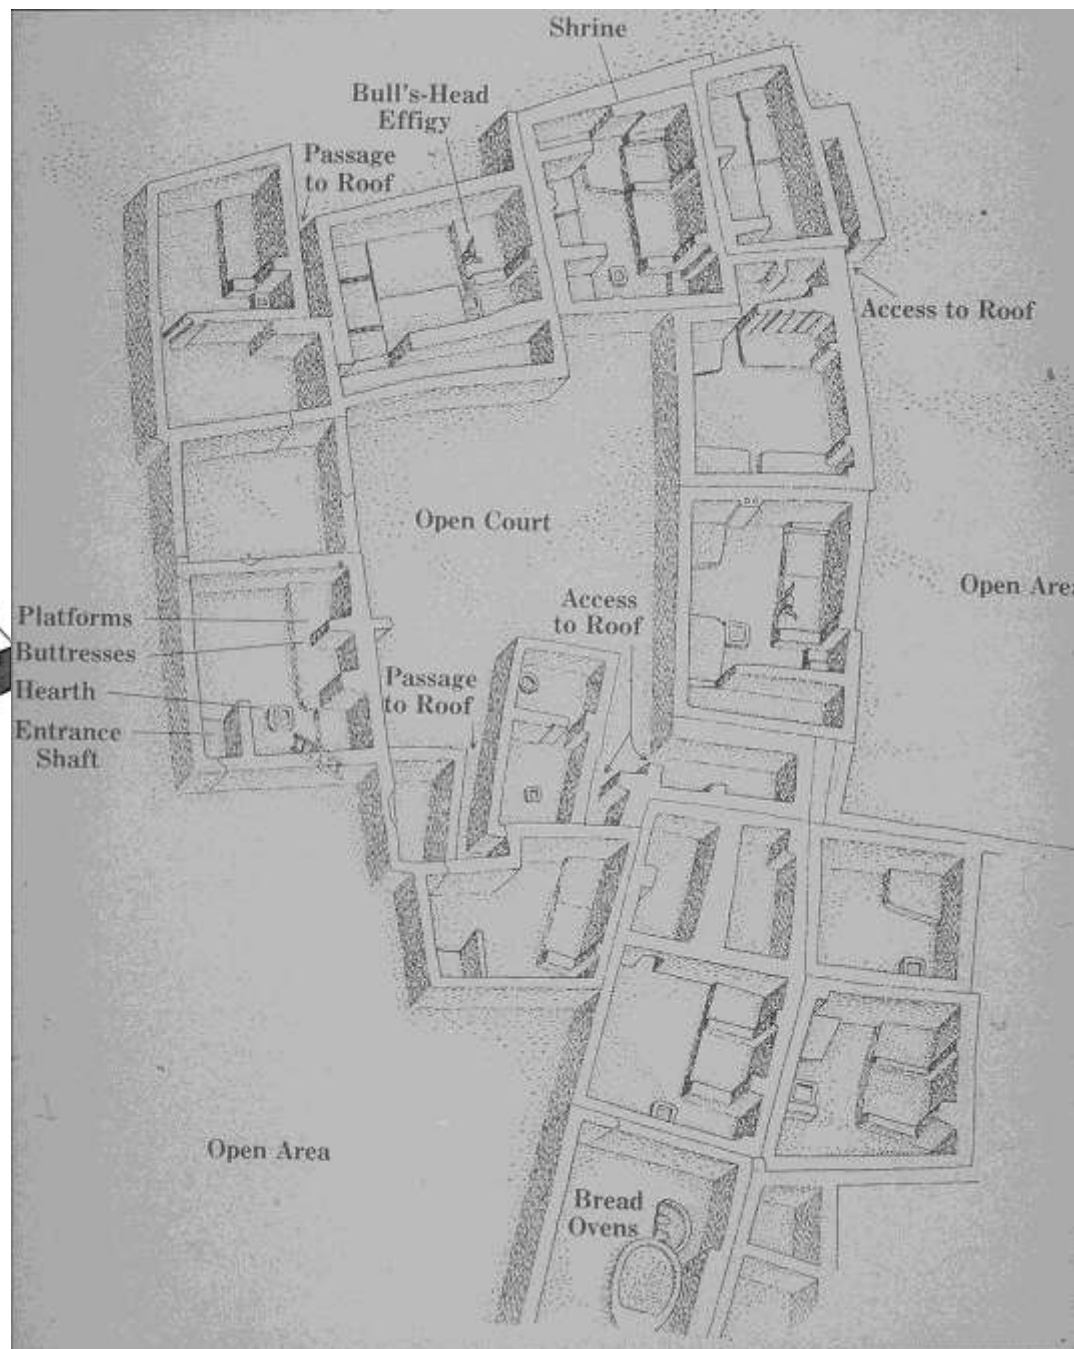 Shrine
Bull's-Head
Effigy
Passage
to Roof
Access to Roof
Open Court
Open Area
Access
to Roof
Platforms
Buttresses
Hearth
Entrance
Shaft
Passage
to Roof
Open Area
Bread
Ovens